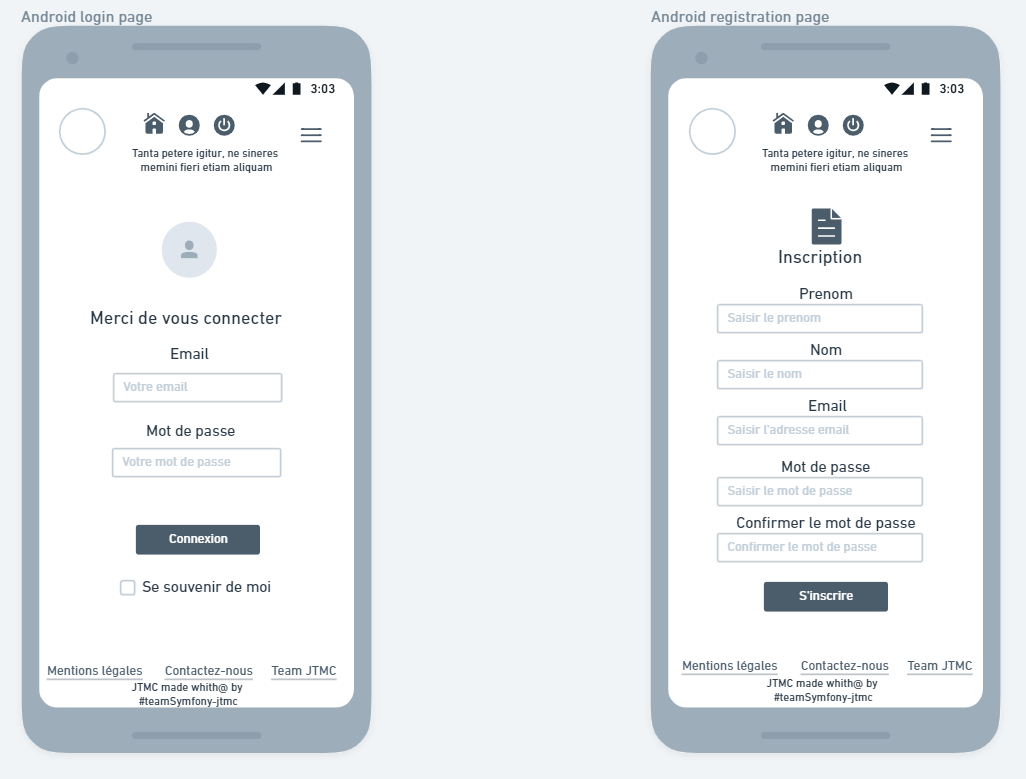 Android login page
3:03
Tanta petere igitur, ne sineres
memini fieri etiam aliquam
Merci de vous connecter
Email
Votre email
Mot de passe
Votre mot de passe
Connexion
Se souvenir de moi
Mentions légales Contactez-nous Team JTMC
JTMC made whith@ by
#teamSymfony-jtmc
Android registration page
3:03
Tanta petere igitur, ne sineres
memini fieri etiam aliquam
Inscription
Prenom
Saisir le prenom
Nom
Saisir le nom
Email
Saisir l'adresse email
Mot de passe
Saisir le mot de passe
Confirmer le mot de passe
Confirmer le mot de passe
S'inscrire
Mentions légales Contactez-nous Team JTMC
JTMC made whith@ by
#teamSymfony-jtmc